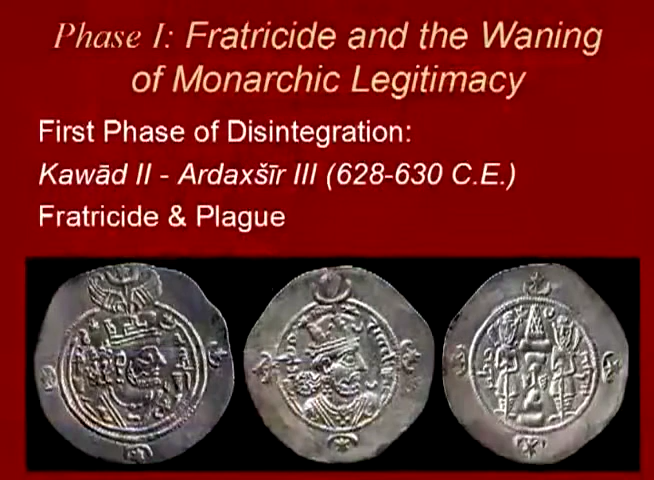 Phase I: Fratricide and the Waning
of Monarchic Legitimacy
First Phase of Disintegration:
Kawād II - Ardaxšīr III (628-630 C.E.)
Fratricide & Plague